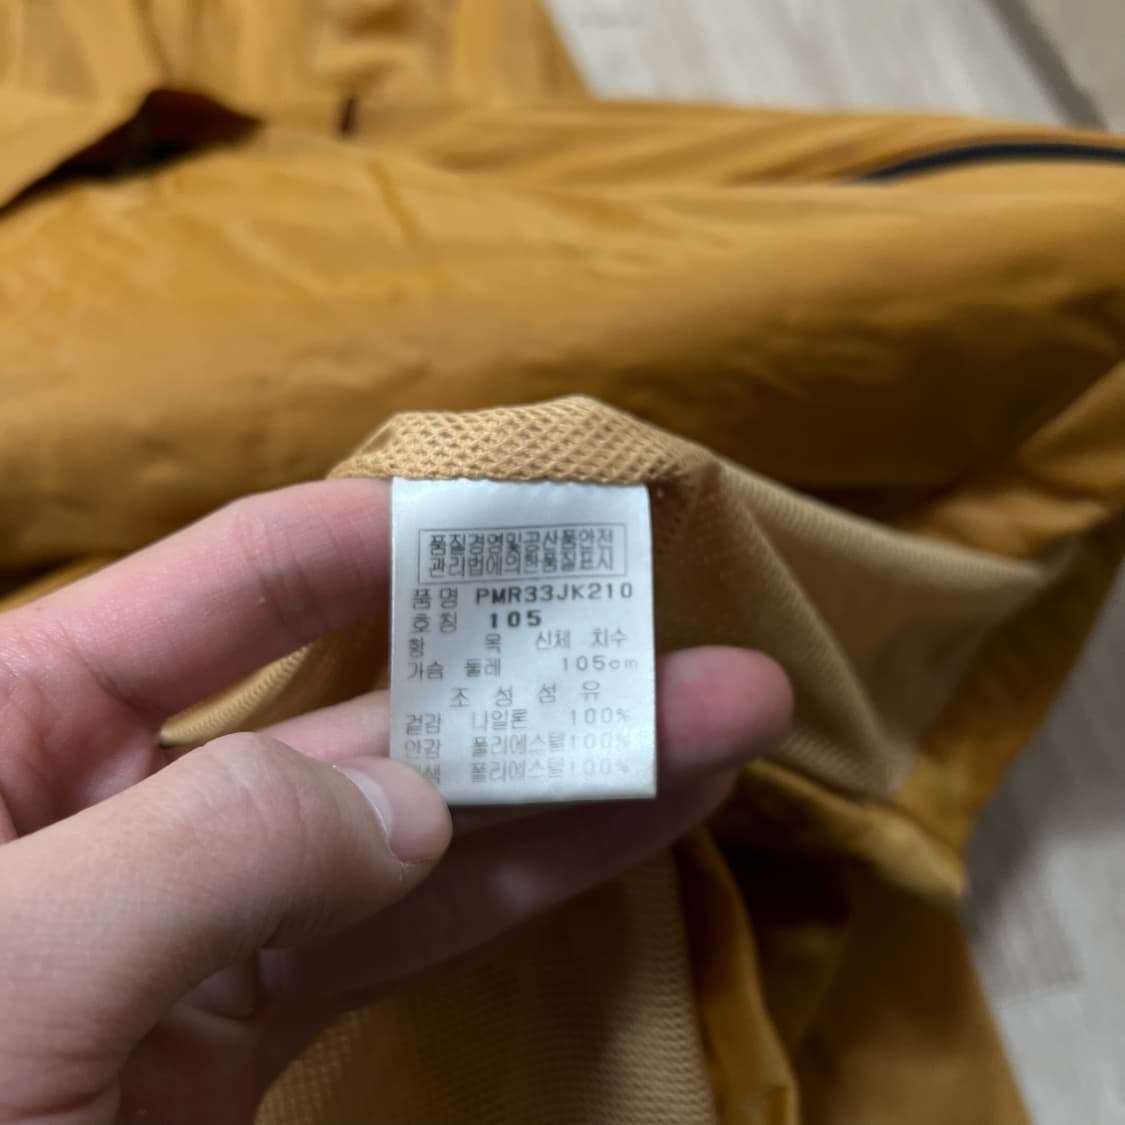 품질경영및공산품안전
관리법에의한품질표시
품 명 PMR33JK210
호 칭 105
항 목 신체 치수
가슴 둘레 105cm
조 성 섬 유
겉감 나일론 100%
안감 폴리에스텔100%
색 폴리에스텔100%